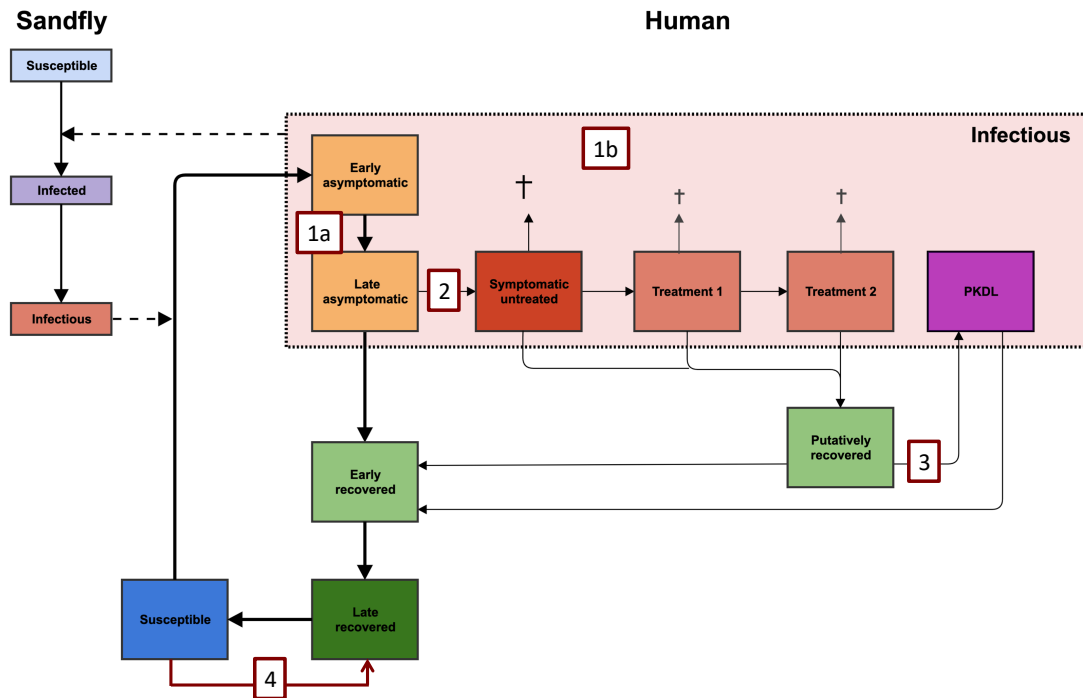 Sandfly
Human
Susceptible
Infectious
1b
Early
asymptomatic
Infected
1a
Late
asymptomatic
2
Symptomatic
untreated
Treatment 1
Treatment 2
PKDL
Infectious
Putatively
recovered
3
Early
recovered
Susceptible
Late
recovered
4